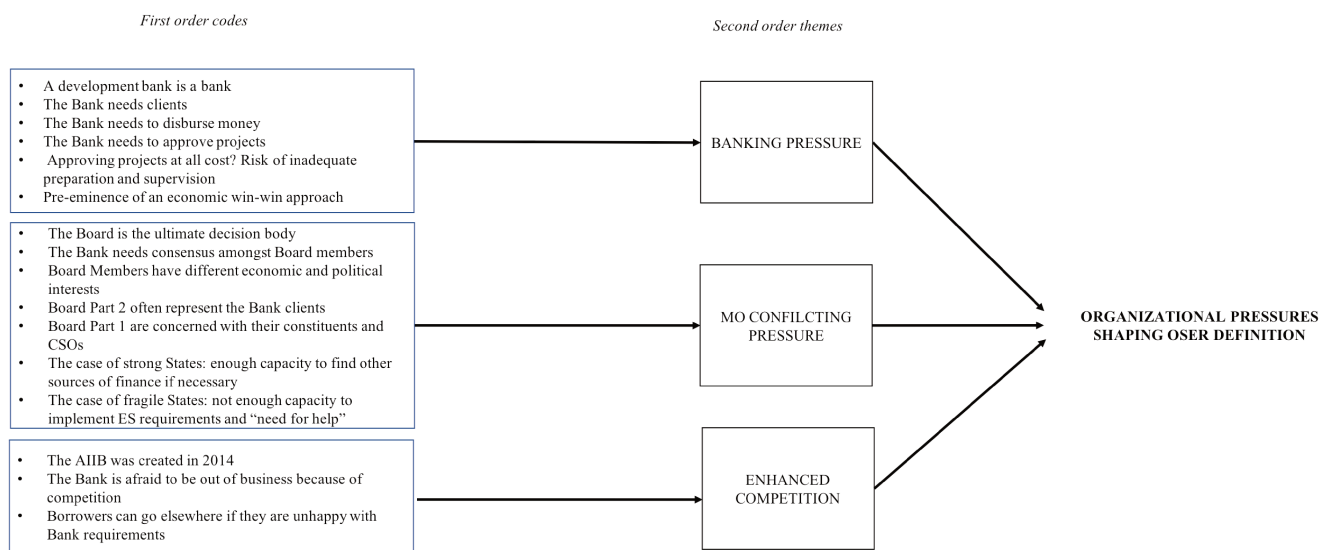 First order codes
Second order themes
• A development bank is a bank
• The Bank needs clients
• The Bank needs to disburse money
• The Bank needs to approve projects
• Approving projects at all cost? Risk of inadequate
preparation and supervision
• Pre-eminence of an economic win-win approach
BANKING PRESSURE
• The Board is the ultimate decision body
• The Bank needs consensus amongst Board members
• Board Members have different economic and political
interests
• Board Part 2 often represent the Bank clients
• Board Part 1 are concerned with their constituents and
CSOs
• The case of strong States: enough capacity to find other
sources of finance if necessary
• The case of fragile States: not enough capacity to
implement ES requirements and “need for help”
MO CONFILCTING
PRESSURE
• The AIIB was created in 2014
• The Bank is afraid to be out of business because of
competition
• Borrowers can go elsewhere if they are unhappy with
Bank requirements
ENHANCED
COMPETITION
ORGANIZATIONAL PRESSURES
SHAPING OSER DEFINITION